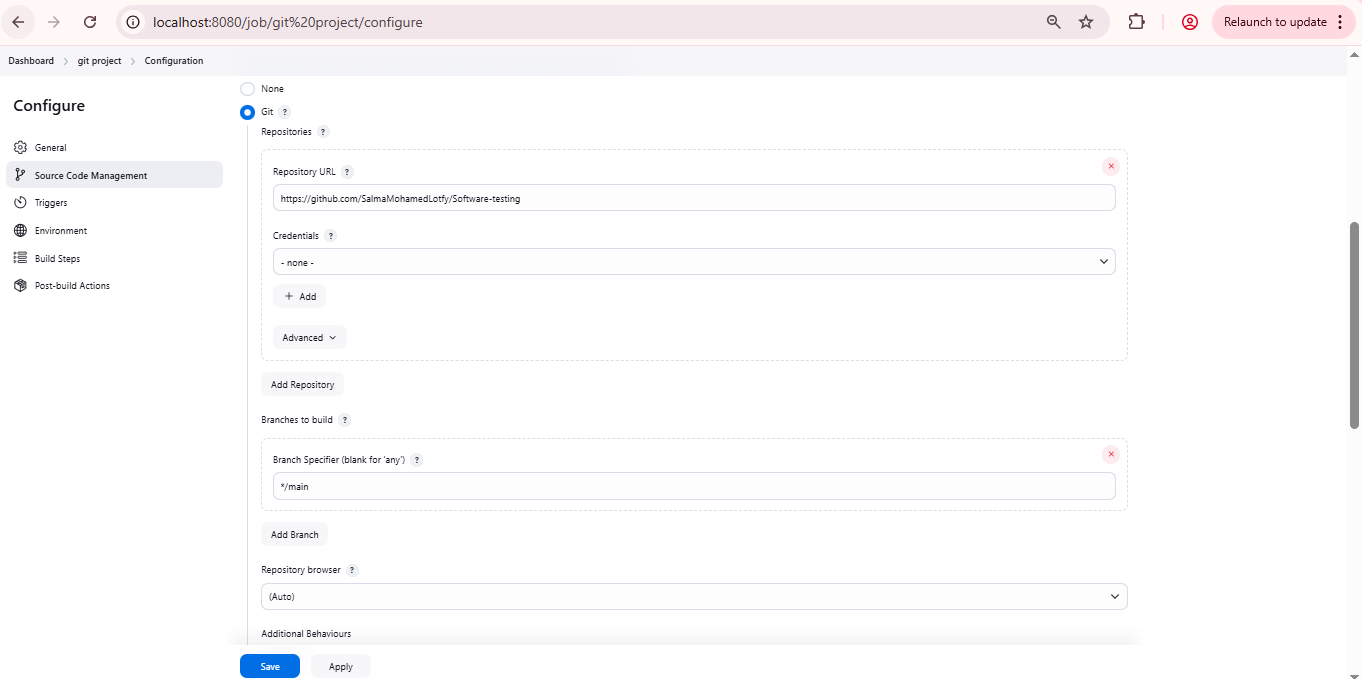 localhost:8080/job/git%20project/configure
Relaunch to update
Dashboard > git project > Configuration
Configure
General
Source Code Management
Triggers
Environment
Build Steps
Post-build Actions
None
Git ?
Repositories ?
Repository URL ?
https://github.com/SalmaMohamedLotfy/Software-testing
Credentials ?
- none -
+ Add
Advanced
Add Repository
Branches to build ?
Branch Specifier (blank for 'any') ?
*/main
Add Branch
Repository browser ?
(Auto)
Additional Behaviours
Save Apply